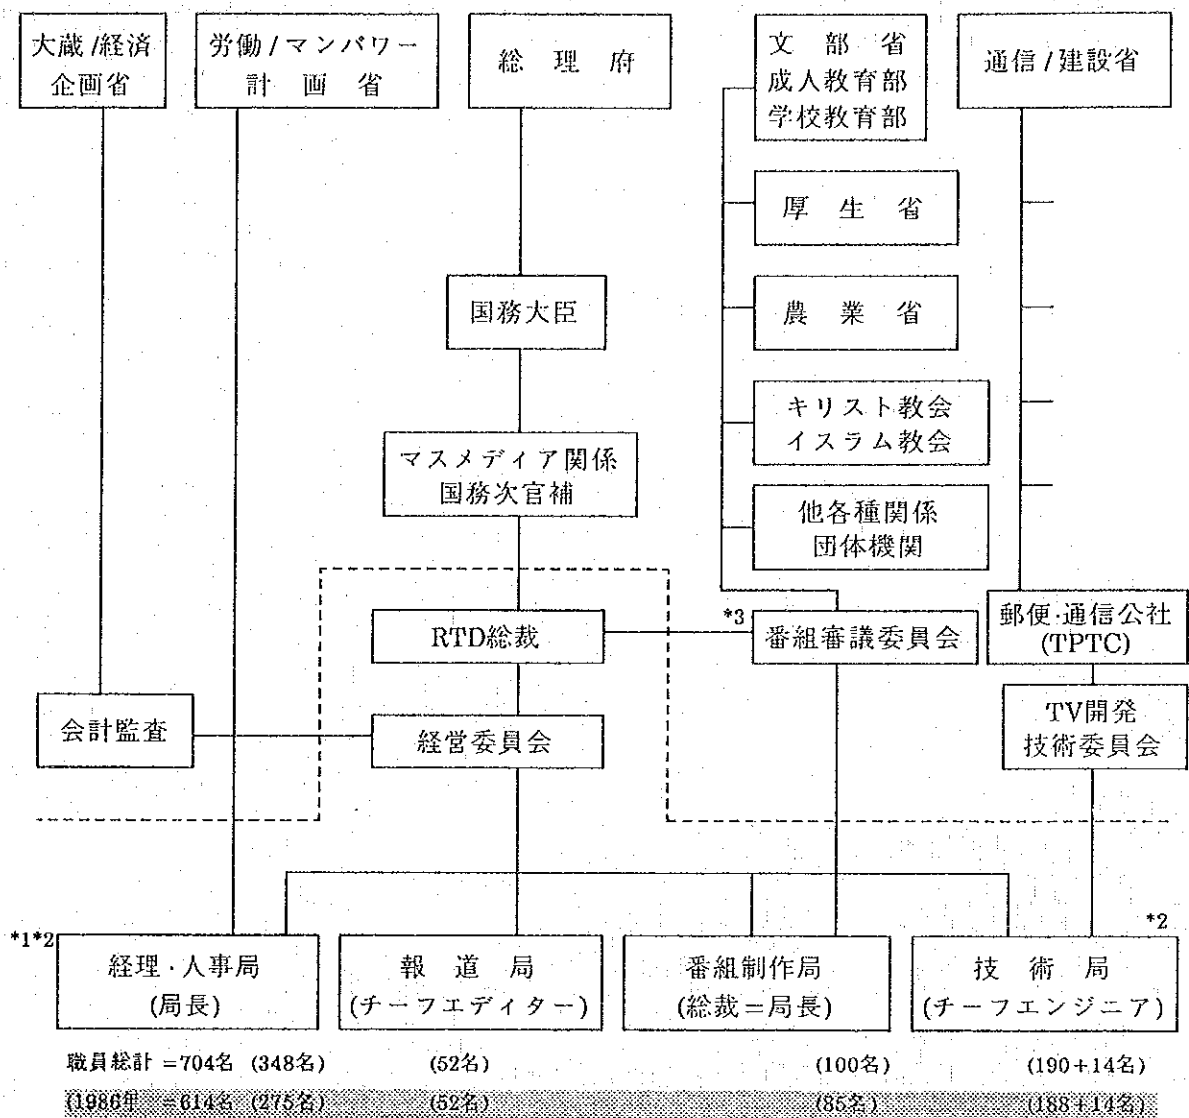 大蔵/経済
企画省
労働/マンパワー
計画省
総理府
文部省
成人教育部
学校教育部
通信/建設省
厚生省
農業省
国務大臣
キリスト教会
イスラム教会
マスメディア関係
国務次官補
他各種関係
団体機関
RTD総裁
*3
番組審議委員会
郵便·通信公社
(TPTC)
会計監査
経営委員会
TV開発
技術委員会
*1*2
経理·人事局
(局長)
報道局
(チーフエディター)
番組制作局
(総裁=局長)
*2
技術局
(チーフエンジニア)
職員総計 =704名 (348名) (52名) (100名) (190+14名)
(1986年 =614名 (275名) (52名) (85名) (188+14名)